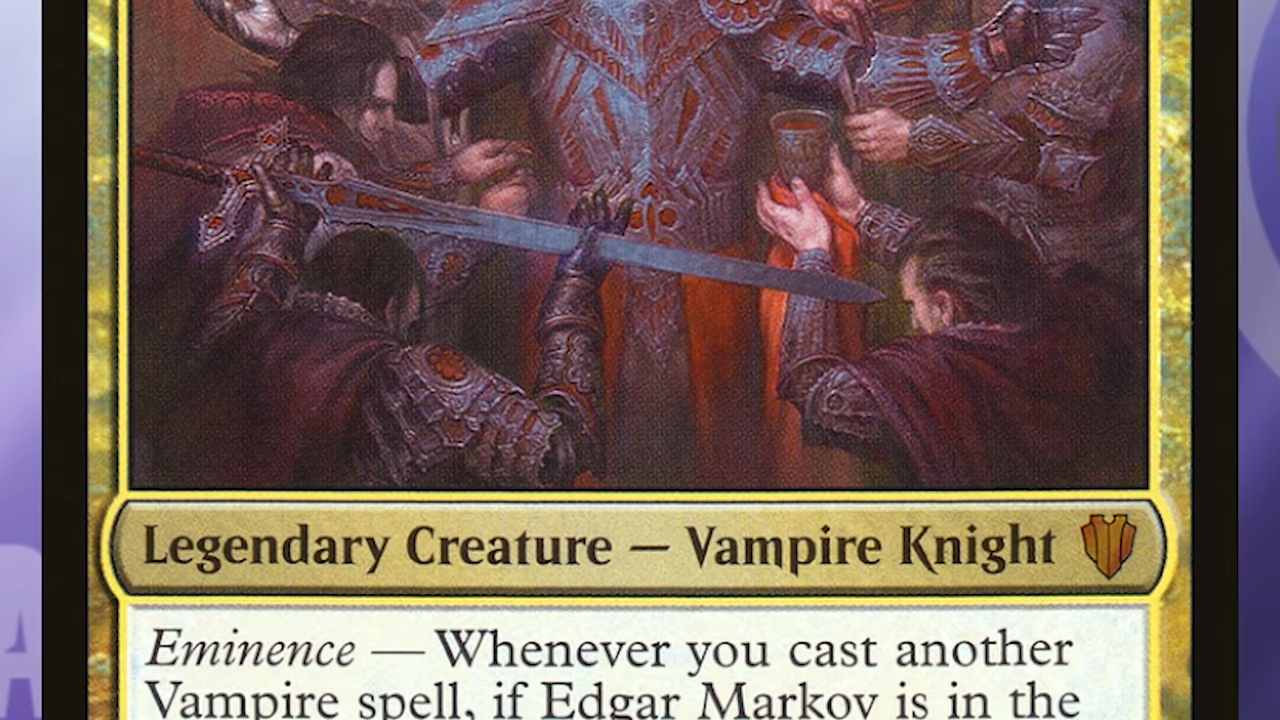 Legendary Creature — Vampire Knight
Eminence — Whenever you cast another
Vampire spell, if Edgar Markov is in the